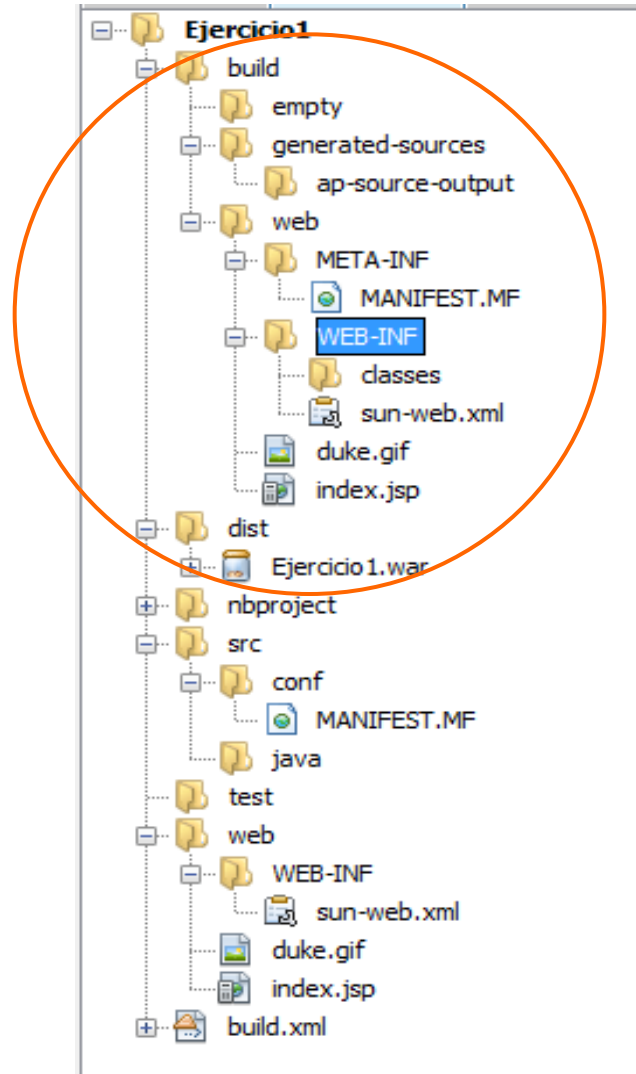 Ejercicio1
build
empty
generated-sources
ap-source-output
web
META-INF
MANIFEST.MF
WEB-INF
classes
sun-web.xml
duke.gif
index.jsp
dist
Ejercicio1.war
nbproject
src
conf
MANIFEST.MF
java
test
web
WEB-INF
sun-web.xml
duke.gif
index.jsp
build.xml